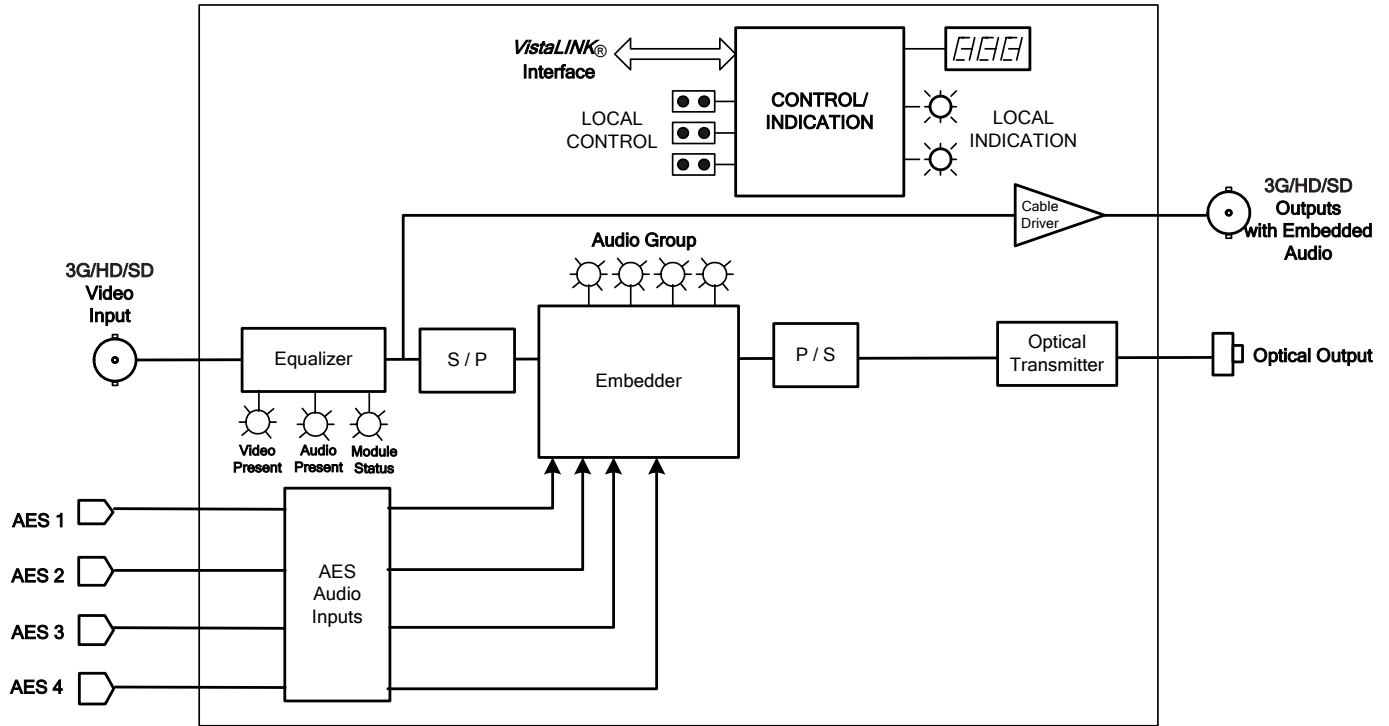 VistaLINK®
Interface
LOCAL
CONTROL
CONTROL/
INDICATION
LOCAL
INDICATION
3G/HD/SD
Outputs
with Embedded
Audio
Cable
Driver
Audio Group
3G/HD/SD
Video
Input
Equalizer
S / P
Embedder
P / S
Optical
Transmitter
Optical Output
Video
Present
Audio
Present
Module
Status
AES 1
AES 2
AES 3
AES 4
AES
Audio
Inputs